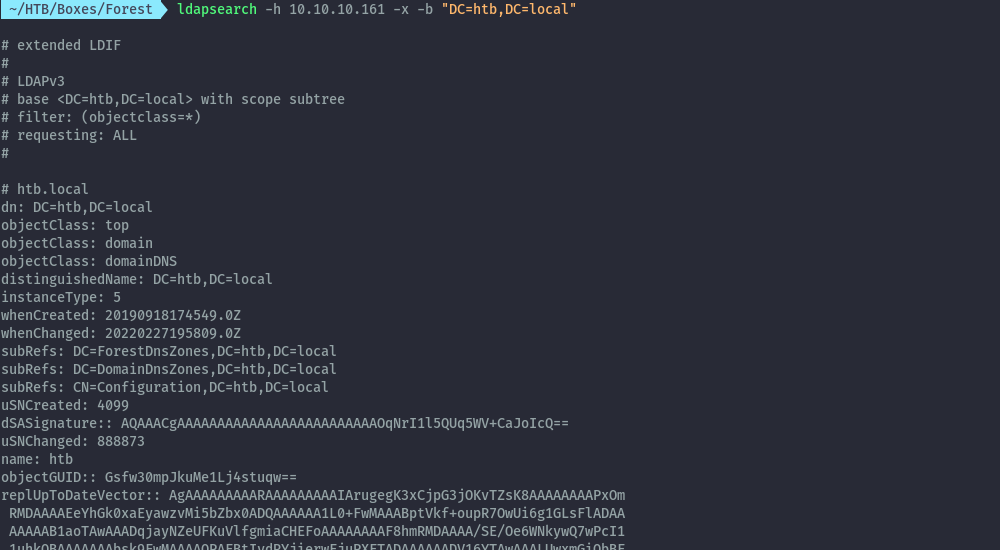 ~/HTB/Boxes/Forest ldapsearch -h 10.10.10.161 -x -b "DC=htb,DC=local"
# extended LDIF
#
# LDAPv3
# base <DC=htb,DC=local> with scope subtree
# filter: (objectclass=*)
# requesting: ALL
#
# htb.local
dn: DC=htb,DC=local
objectClass: top
objectClass: domain
objectClass: domainDNS
distinguishedName: DC=htb,DC=local
instanceType: 5
whenCreated: 20190918174549.0Z
whenChanged: 20220227195809.0Z
subRefs: DC=ForestDnsZones,DC=htb,DC=local
subRefs: DC=DomainDnsZones,DC=htb,DC=local
subRefs: CN=Configuration,DC=htb,DC=local
uSNCreated: 4099
dSASignature:: AQAAACgAAAAAAAAAAAAAAAAAAAAAAAAAOqNrI1l5QUq5WV+CaJoIcQ==
uSNChanged: 888873
name: htb
objectGUID:: Gsfw30mpJkuMe1Lj4stuqw==
replUpToDateVector:: AgAAAAAAAAARAAAAAAAAAIArugegK3xCjpG3jOKvTZsK8AAAAAAAAPxOm
RMDAAAAEeYhGk0xaEyawzvMi5bZbx0ADQAAAAAA1L0+FwMAAABptVkf+oupR7OwUi6g1GLsFlADAA
AAAAAB1aoTAwAAADqjayNZeUFKuVlfgmiaCHEFoAAAAAAAAF8hmRMDAAAA/SE/Oe6WNkywQ7wPcI1